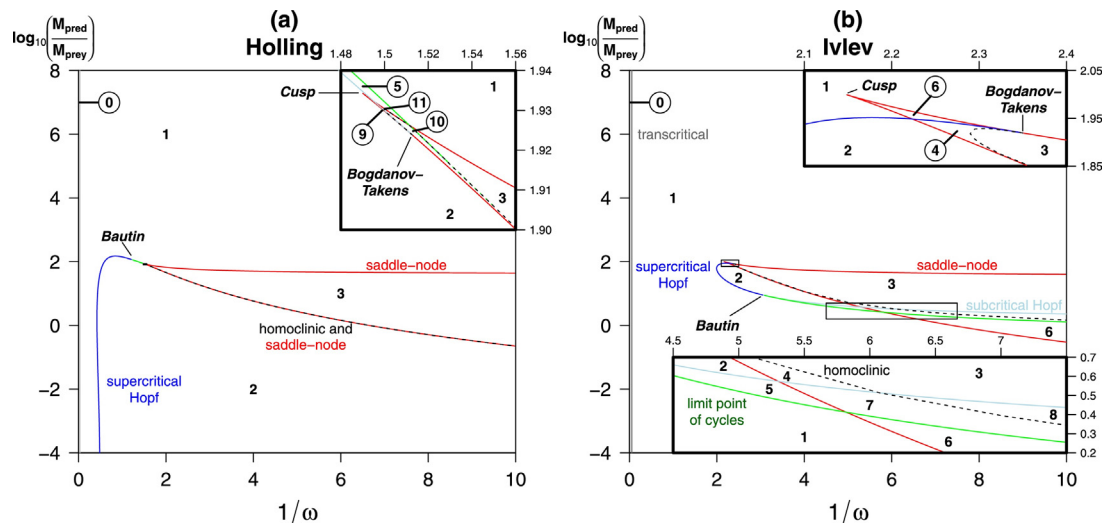 (a)
Holling
log₁₀(M_pred/M_prey)
1.48 1.5 1.52 1.54 1.56
8
6
4
2
0
−2
−4
0
1
Cusp
5
1
1.94
1.93
1.92
1.91
1.90
11
9
10
Bogdanov–
Takens
3
2
Bautin
saddle−node
3
homoclinic and
saddle−node
supercritical
Hopf
2
0 2 4 6 8 10
1/ω
(b)
Ivlev
log₁₀(M_pred/M_prey)
2.1 2.2 2.3 2.4
8
6
4
2
0
−2
−4
0
transcritical
1
1
Cusp
6
Bogdanov–
Takens
2.05
1.95
1.85
2
4
3
supercritical
Hopf
2
saddle−node
3
Bautin
subcritical Hopf
6
4.5 5 5.5 6 6.5 7
2
4
homoclinic
3
5
7
8
limit point
of cycles
1
6
0.7
0.6
0.5
0.4
0.3
0.2
0 2 4 6 8 10
1/ω